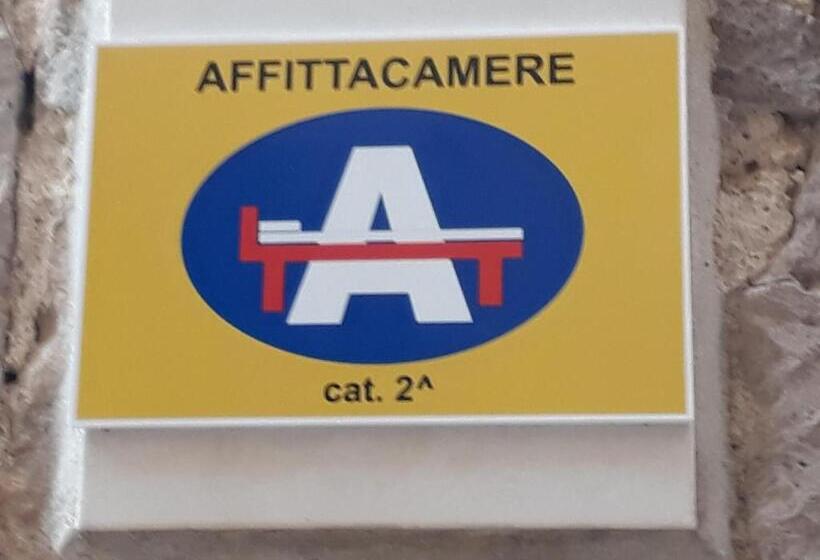 AFFITTACAMERE
A
cat. 2^